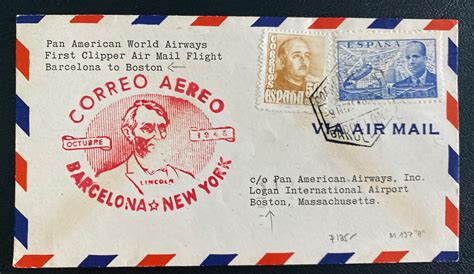 Pan American World Airways
First Clipper Air Mail Flight
Barcelona to Boston
CORREO AEREO
OCTUBRE
LINCOLN
BARCELONA ☆ NEW YORK
CORREOS
ESPAÑA
ESPAÑA
VIA AIR MAIL
c/o Pan American Airways, Inc.
Logan International Airport
Boston, Massachusetts.